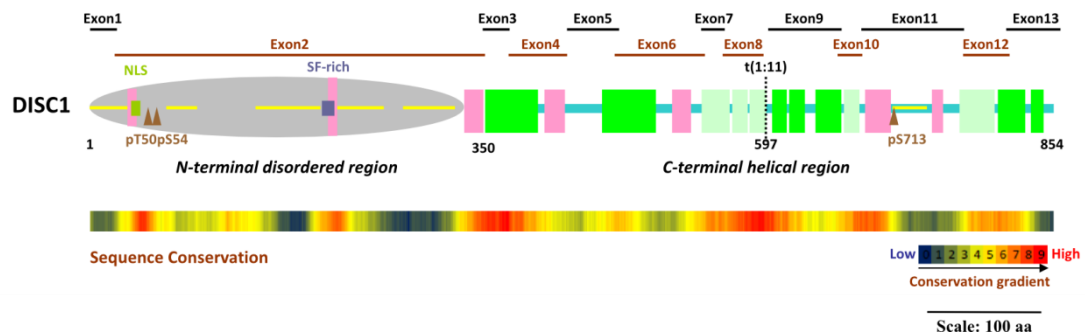 Exon1 Exon3 Exon5 Exon7 Exon9 Exon11 Exon13
Exon2 Exon4 Exon6 Exon8 Exon10 Exon12
NLS SF-rich t(1:11)
DISC1
pT50pS54 pS713
1 350 597 854
N-terminal disordered region C-terminal helical region
Sequence Conservation
Low 0 1 2 3 4 5 6 7 8 9 High
Conservation gradient
Scale: 100 aa